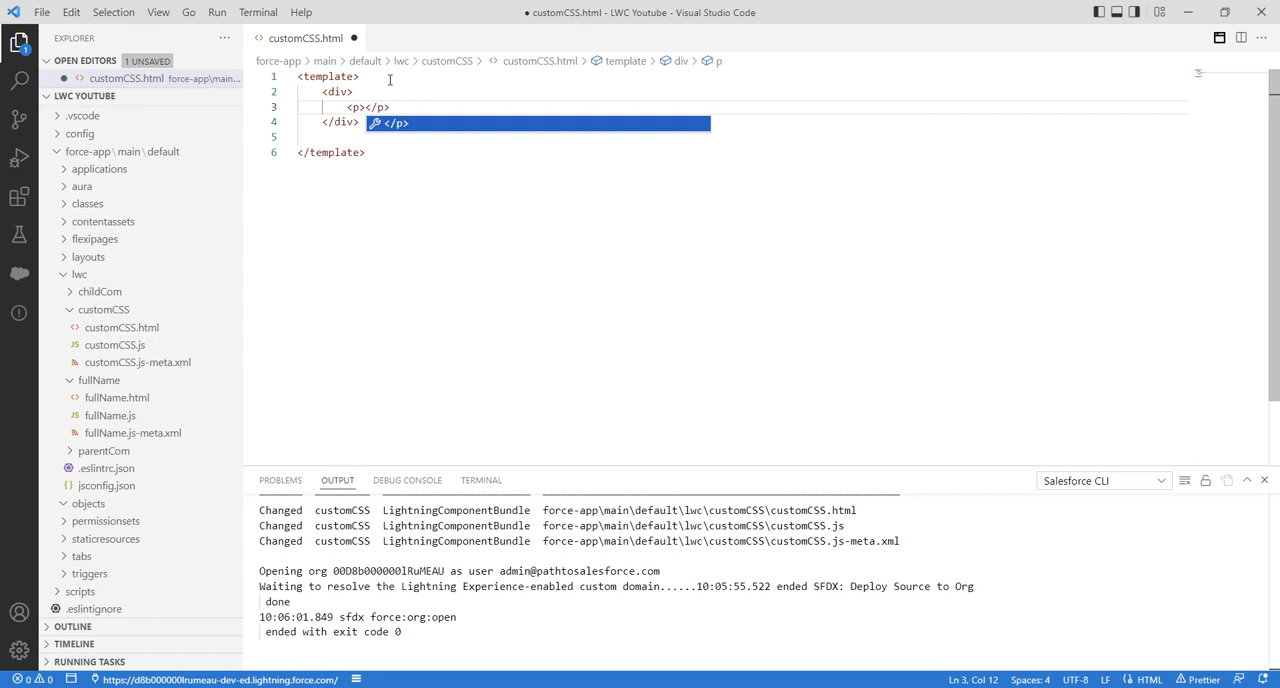 File Edit Selection View Go Run Terminal Help ● customCSS.html - LWC Youtube - Visual Studio Code
EXPLORER ···
OPEN EDITORS 1 UNSAVED
● <> customCSS.html force-app\main...
LWC YOUTUBE
.vscode
config
force-app\main\default
applications
aura
classes
contentassets
flexipages
layouts
lwc
childCom
customCSS
<> customCSS.html
JS customCSS.js
customCSS.js-meta.xml
fullName
<> fullName.html
JS fullName.js
fullName.js-meta.xml
parentCom
.eslintrc.json
{} jsconfig.json
objects
permissionsets
staticresources
tabs
triggers
scripts
.eslintignore
OUTLINE
TIMELINE
RUNNING TASKS
<> customCSS.html ●
force-app > main > default > lwc > customCSS > <> customCSS.html > template > div > p
1 <template>
2 <div>
3 <p></p>
4 </div> </p>
5
6 </template>
PROBLEMS OUTPUT DEBUG CONSOLE TERMINAL Salesforce CLI
Changed customCSS LightningComponentBundle force-app\main\default\lwc\customCSS\customCSS.html
Changed customCSS LightningComponentBundle force-app\main\default\lwc\customCSS\customCSS.js
Changed customCSS LightningComponentBundle force-app\main\default\lwc\customCSS\customCSS.js-meta.xml
Opening org 00D8b000000lRuMEAU as user admin@pathtosalesforce.com
Waiting to resolve the Lightning Experience-enabled custom domain......10:05:55.522 ended SFDX: Deploy Source to Org
done
10:06:01.849 sfdx force:org:open
ended with exit code 0
0 0 https://d8b000000lrumeau-dev-ed.lightning.force.com/ Ln 3, Col 12 Spaces: 4 UTF-8 LF HTML Prettier